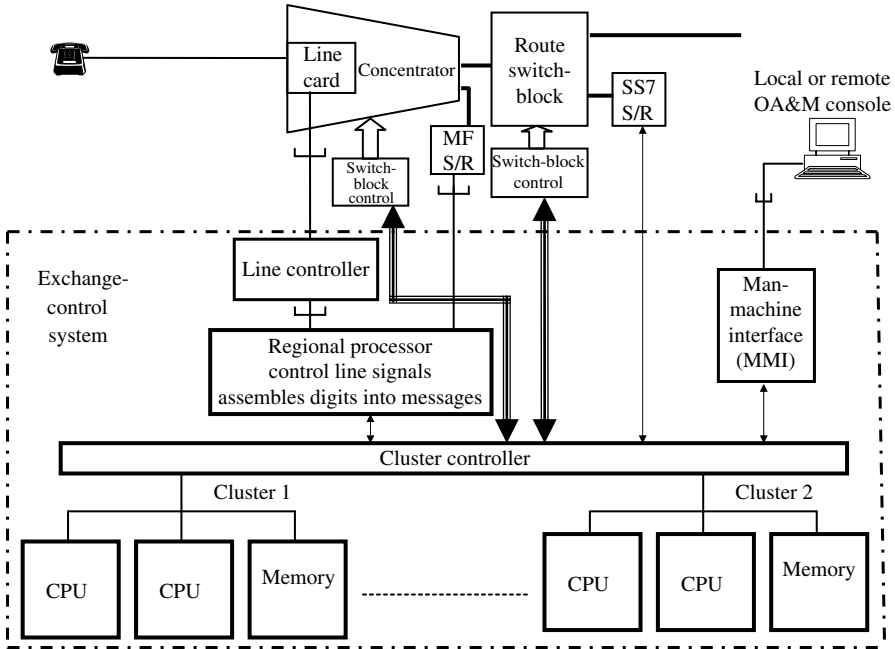 Line
card
Concentrator
Route
switch-
block
SS7
S/R
Local or remote
OA&M console
MF
S/R
Switch-
block
control
Switch-block
control
Exchange-
control
system
Line controller
Man-
machine
interface
(MMI)
Regional processor
control line signals
assembles digits into messages
Cluster controller
Cluster 1
Cluster 2
CPU
CPU
Memory
CPU
CPU
Memory